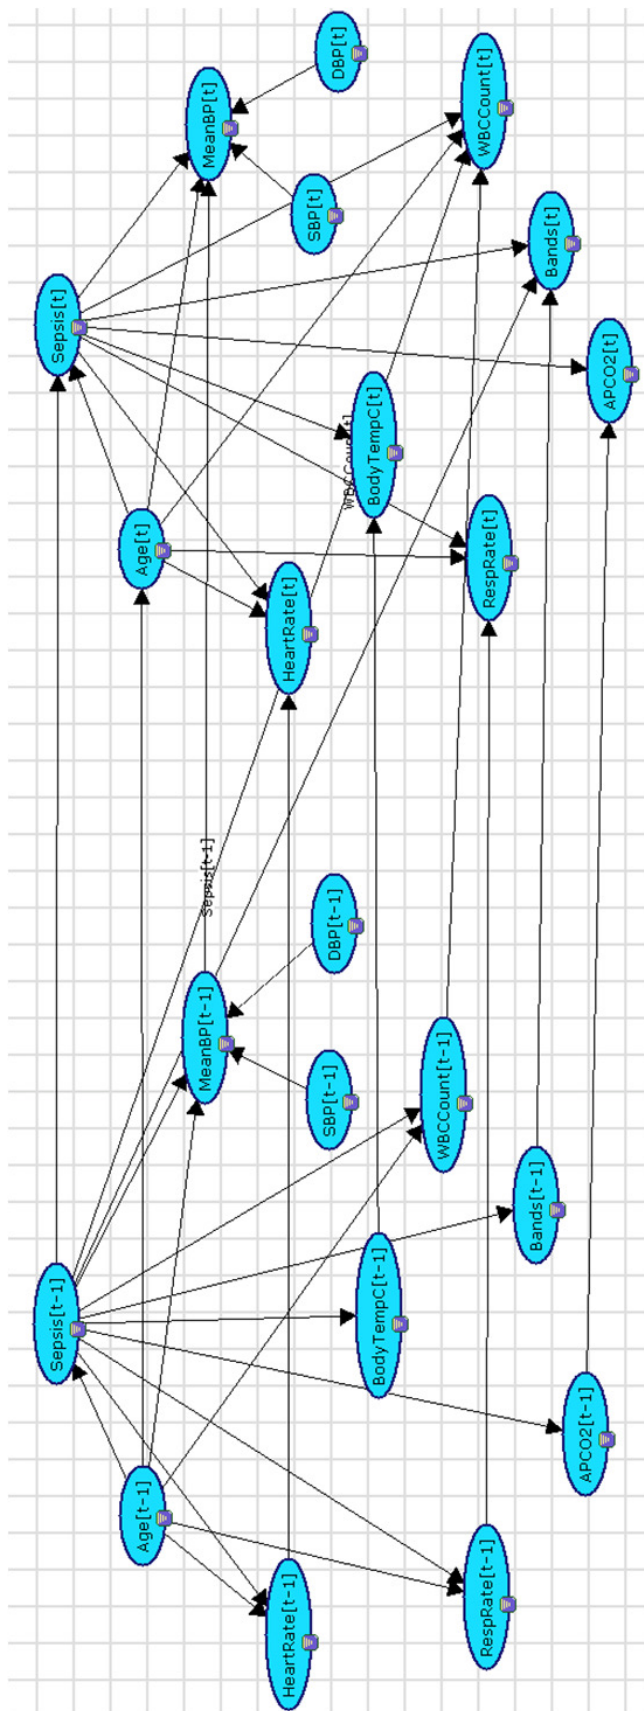 Sepsis[t-1]
Sepsis[t]
Age[t-1]
Age[t]
MeanBP[t-1]
Sepsis[t-1]
MeanBP[t]
HeartRate[t-1]
HeartRate[t]
SBP[t-1]
DBP[t-1]
SBP[t]
DBP[t]
WBCCount[t]
BodyTempC[t-1]
BodyTempC[t]
WBCCount[t-1]
WBCCount[t]
RespRate[t-1]
RespRate[t]
Bands[t-1]
Bands[t]
APCO2[t-1]
APCO2[t]